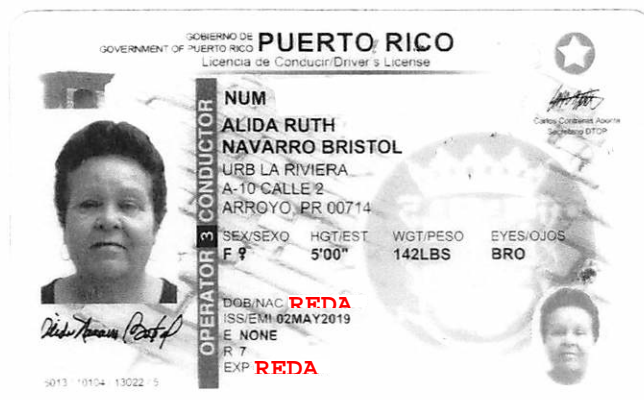 GOBIERNO DE
GOVERNMENT OF PUERTO RICO PUERTO RICO
Licencia de Conducir/Driver's License
NUM
ALIDA RUTH
NAVARRO BRISTOL
URB LA RIVIERA
A-10 CALLE 2
ARROYO, PR 00714
SEX/SEXO HGT/EST WGT/PESO EYES/OJOS
F 5'00" 142LBS BRO
DOB/NAC REDA
ISS/EMI 02MAY2019
E NONE
R 7
EXP REDA
OPERATOR 3 CONDUCTOR
Carlos Contreras Aponte
Secretario DTOP
5013 10104 13022 5